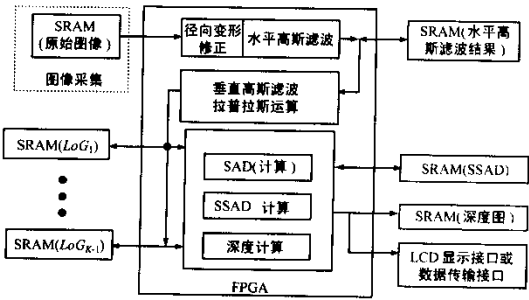 SRAM
(原始图像)
图像采集
径向变形
修正
水平高斯滤波
SRAM(水平高
斯滤波结果)
垂直高斯滤波
拉普拉斯运算
SRAM(LoG₁)
SAD(计算)
SSAD 计算
深度计算
SRAM(SSAD)
SRAM(深度图)
SRAM(LoG_{K-1})
LCD 显示接口或
数据传输接口
FPGA